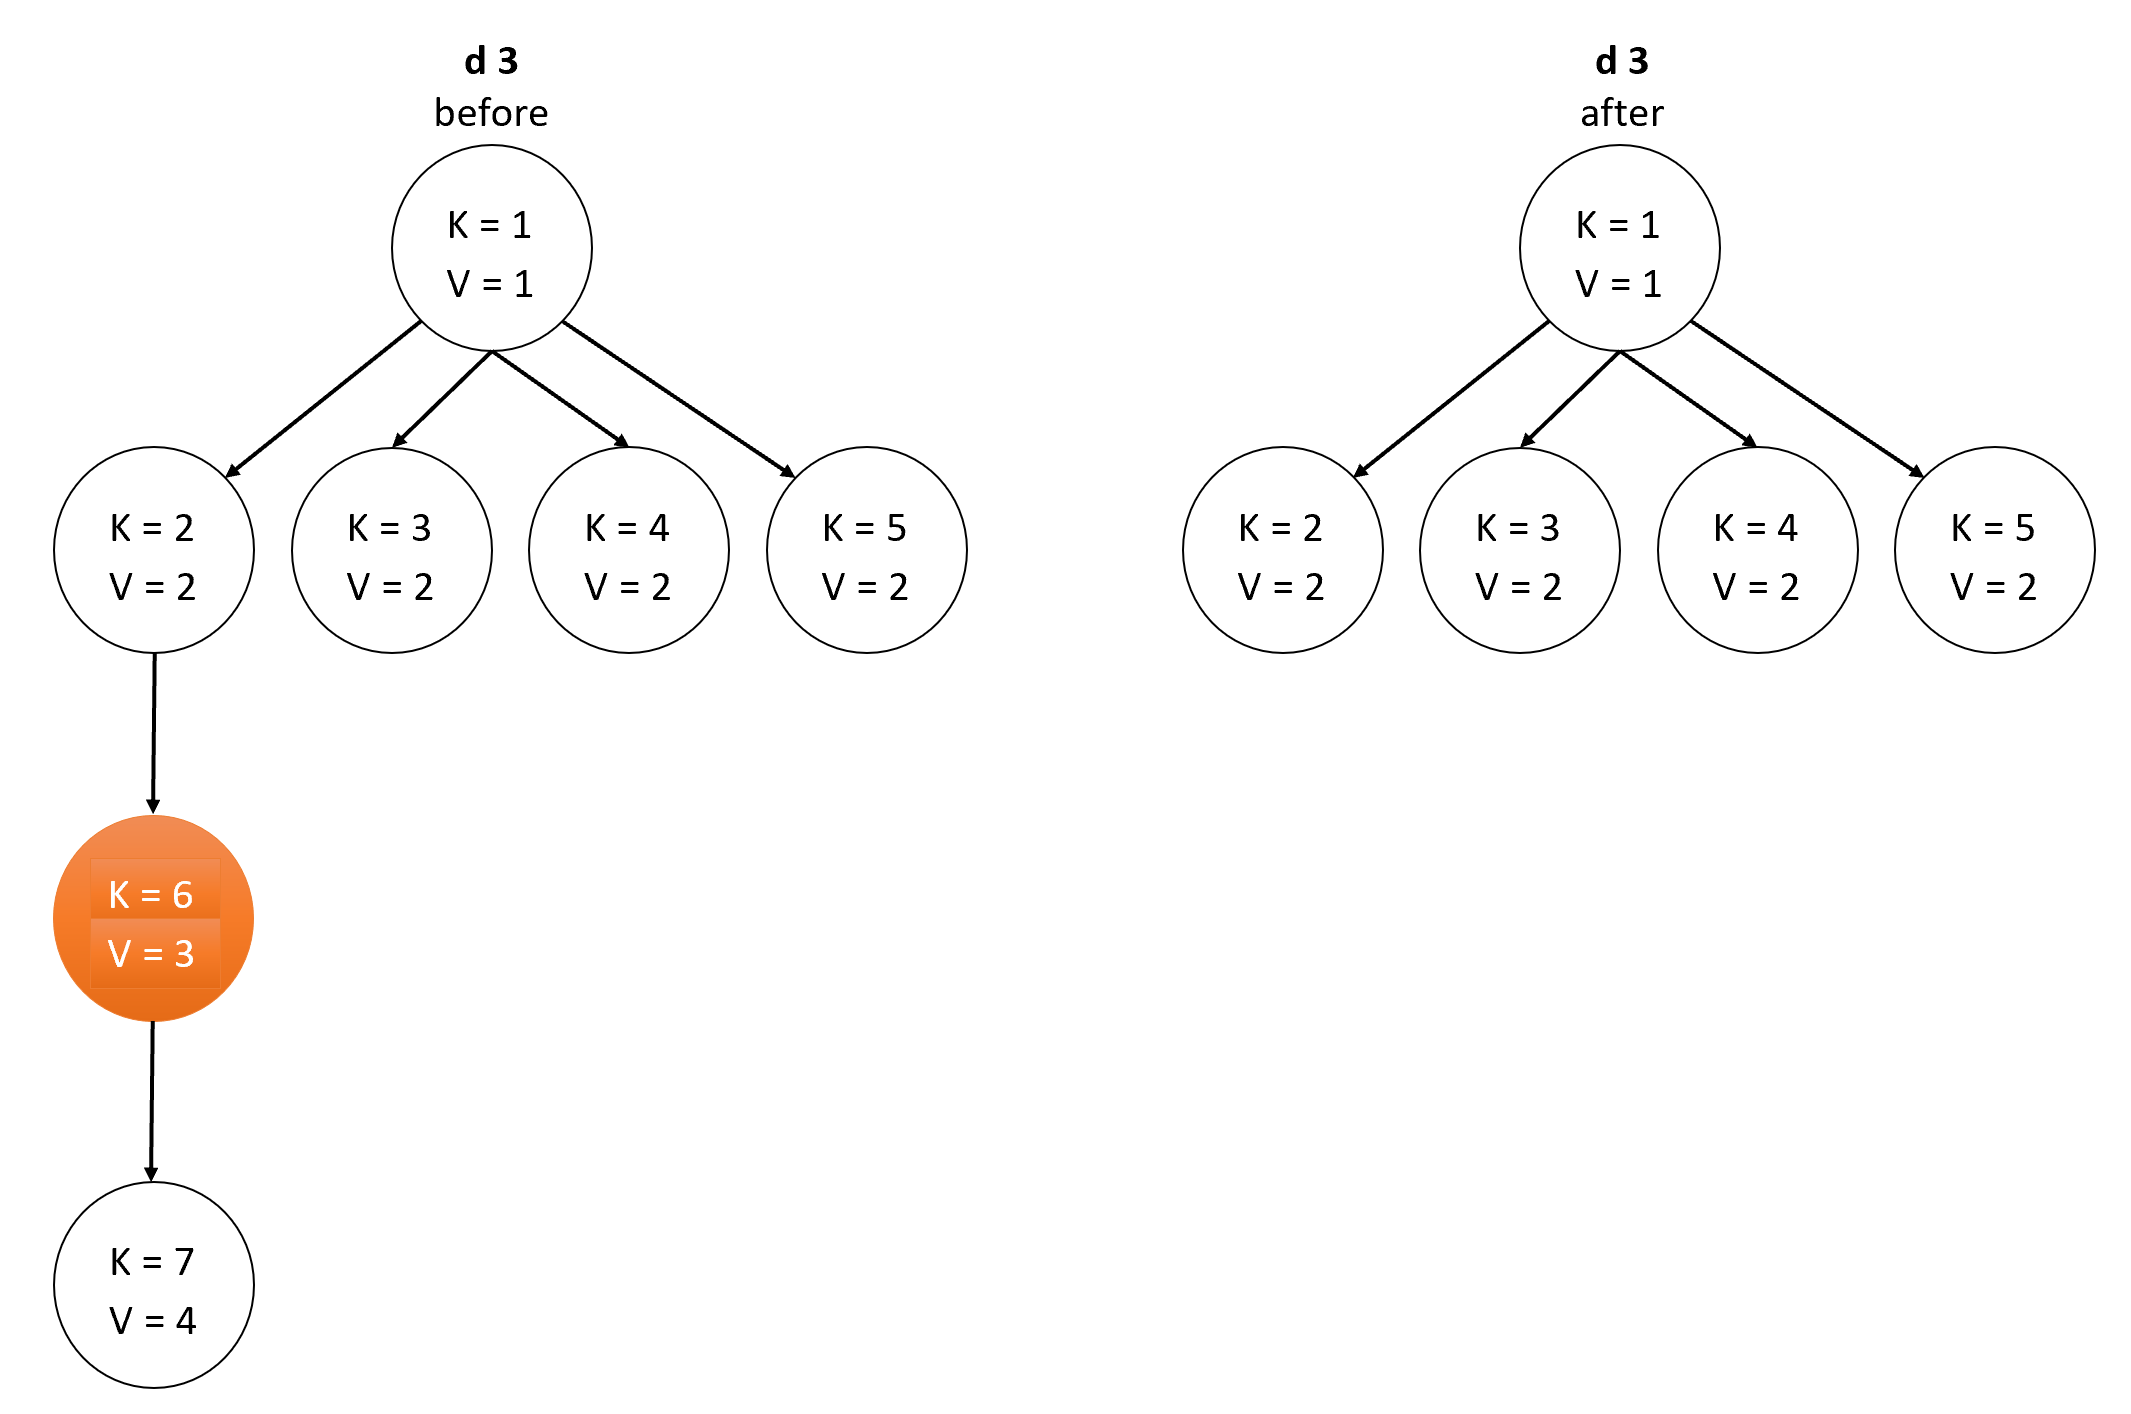 d 3
before
K = 1
V = 1
K = 2
V = 2
K = 3
V = 2
K = 4
V = 2
K = 5
V = 2
K = 6
V = 3
K = 7
V = 4
d 3
after
K = 1
V = 1
K = 2
V = 2
K = 3
V = 2
K = 4
V = 2
K = 5
V = 2